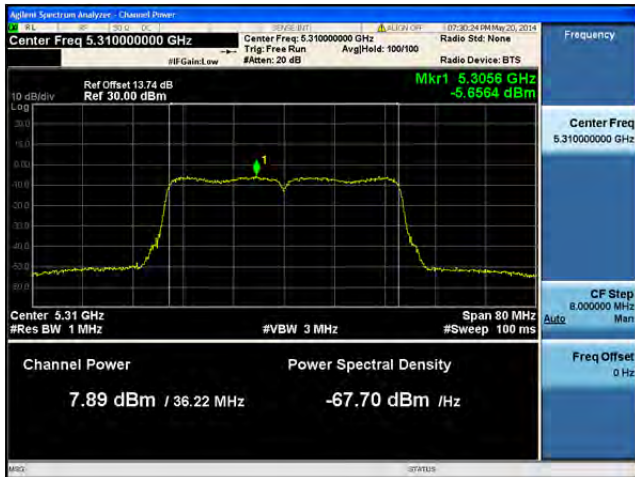 Agilent Spectrum Analyzer - Channel Power
RL RF 50 Ω DC SENSE:INT ALIGN OFF 07:30:24 PM May 20, 2014
Center Freq 5.310000000 GHz
Center Freq: 5.310000000 GHz
Radio Std: None
Trig: Free Run Avg|Hold: 100/100
#IFGain:Low #Atten: 20 dB Radio Device: BTS
Frequency
Mkr1 5.3056 GHz
-5.6564 dBm
Ref Offset 13.74 dB
10 dB/div Ref 30.00 dBm
Log
20.0
10.0
0.00
-10.0
-20.0
-30.0
-40.0
-50.0
-60.0
1
Center 5.31 GHz Span 80 MHz
#Res BW 1 MHz #VBW 3 MHz #Sweep 100 ms
Channel Power Power Spectral Density
7.89 dBm / 36.22 MHz -67.70 dBm /Hz
Center Freq
5.310000000 GHz
CF Step
8.000000 MHz
Auto Man
Freq Offset
0 Hz
MSG STATUS